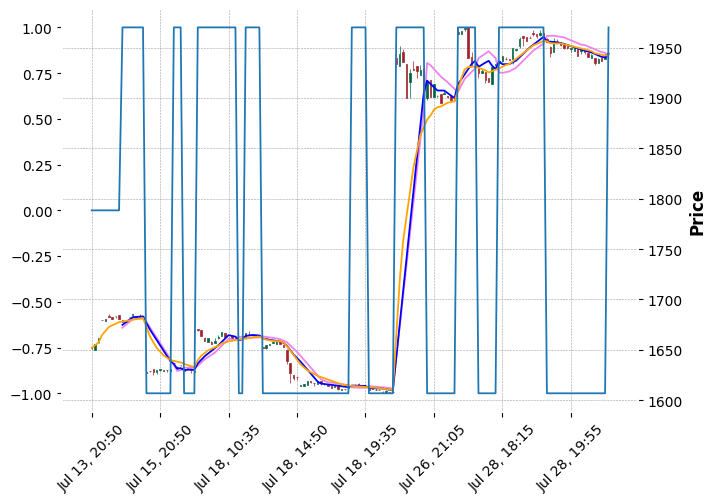 1.00
0.75
0.50
0.25
0.00
−0.25
−0.50
−0.75
−1.00
1950
1900
1850
1800
1750
1700
1650
1600
Price
Jul 13, 20:50
Jul 15, 20:50
Jul 18, 10:35
Jul 18, 14:50
Jul 18, 19:35
Jul 26, 21:05
Jul 28, 18:15
Jul 28, 19:55